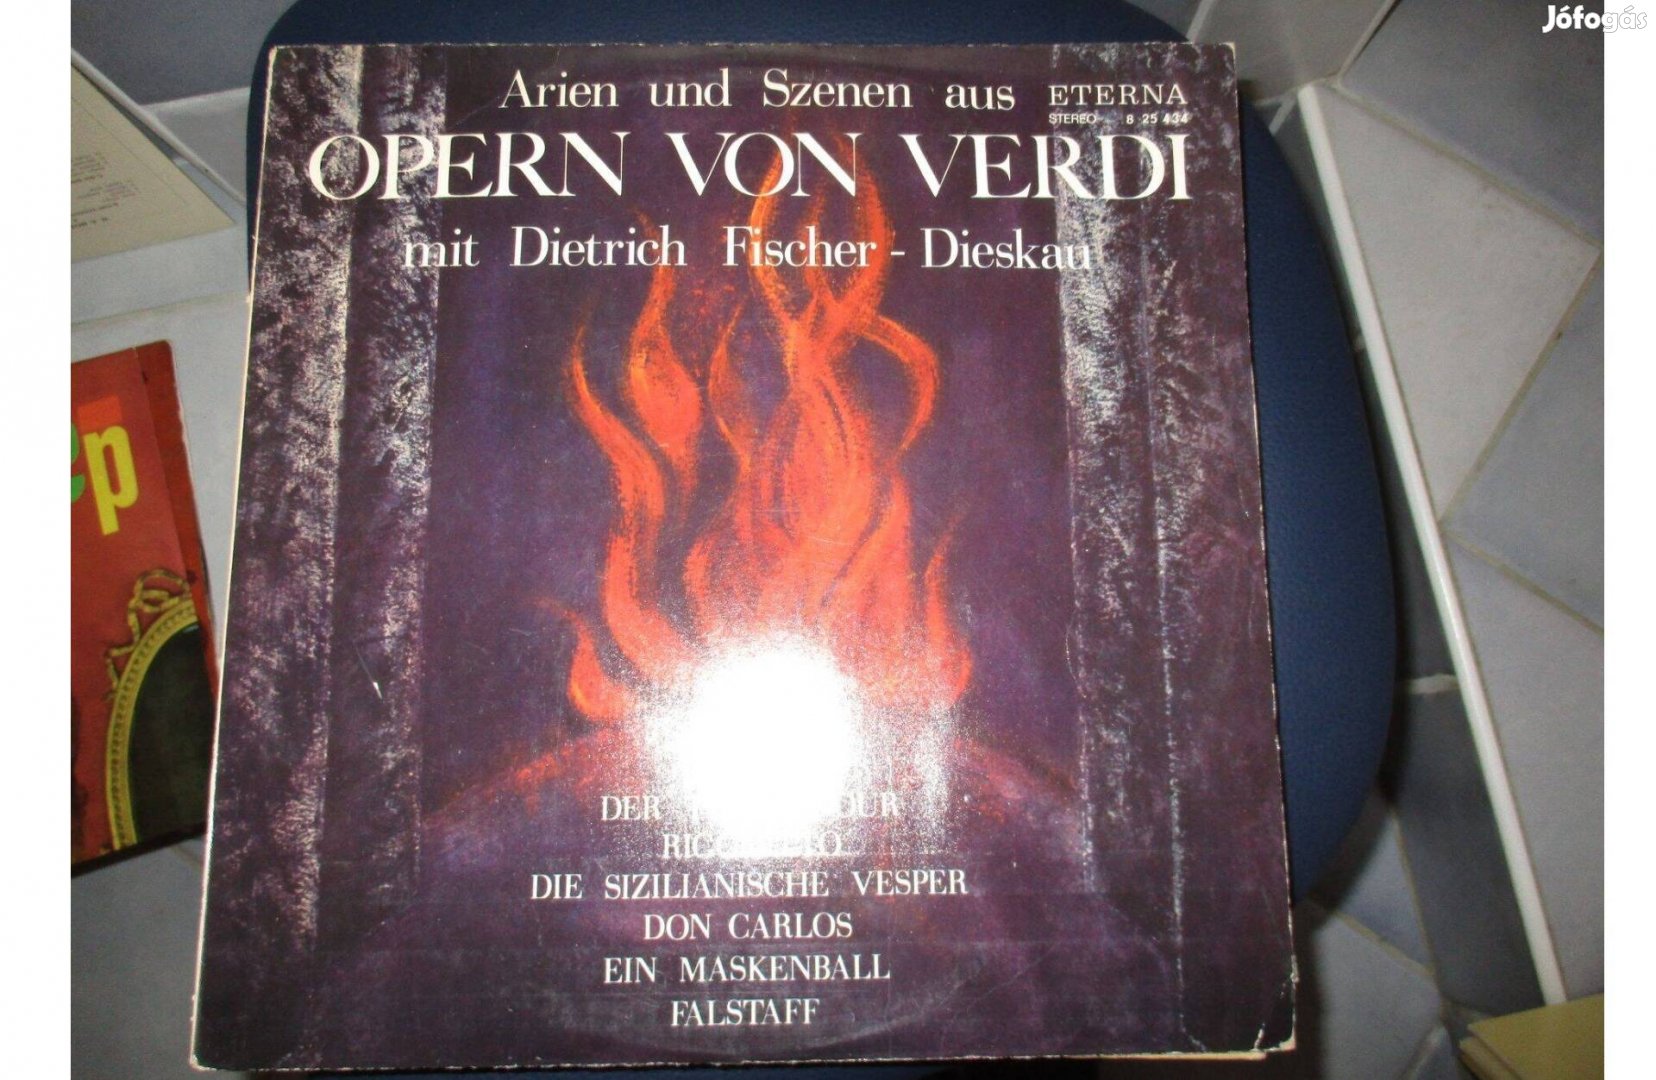 Jófogás
Arien und Szenen aus ETERNA
STEREO 8 25 434
OPERN VON VERDI
mit Dietrich Fischer-Dieskau
DER
DIE SIZILIANISCHE VESPER
DON CARLOS
EIN MASKENBALL
FALSTAFF
ep